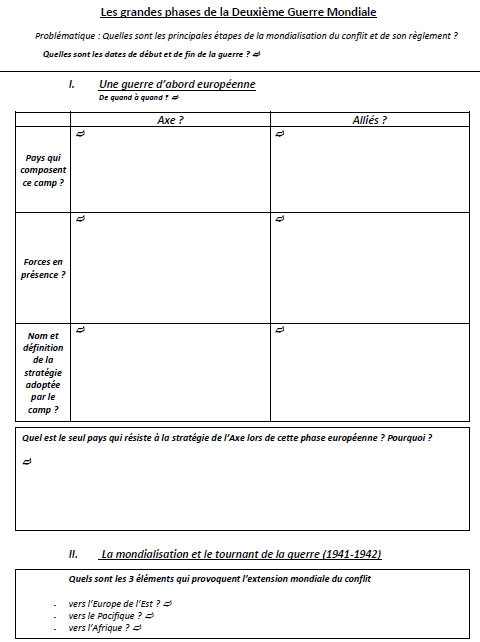 Les grandes phases de la Deuxième Guerre Mondiale
Problématique : Quelles sont les principales étapes de la mondialisation du conflit et de son règlement ?
Quelles sont les dates de début et de fin de la guerre ?
I. Une guerre d'abord européenne
De quand à quand ?
Axe ? Alliés ?
Pays qui
composent
ce camp ?
Forces en
présence ?
Nom et
définition
de la
stratégie
adoptée
par le
camp ?
Quel est le seul pays qui résiste à la stratégie de l'Axe lors de cette phase européenne ? Pourquoi ?
II. La mondialisation et le tournant de la guerre (1941-1942)
Quels sont les 3 éléments qui provoquent l'extension mondiale du conflit
- vers l'Europe de l'Est ?
- vers le Pacifique ?
- vers l'Afrique ?